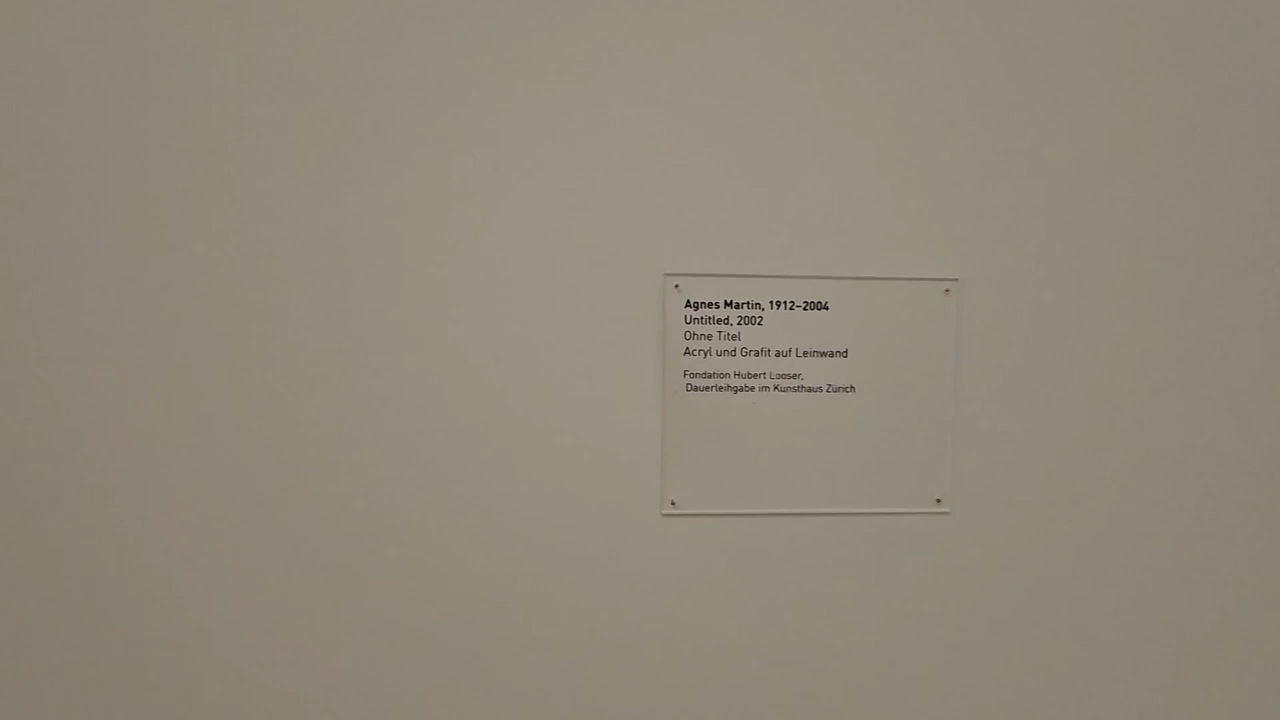 Agnes Martin, 1912–2004
Untitled, 2002
Ohne Titel
Acryl und Grafit auf Leinwand
Fondation Hubert Looser,
Dauerleihgabe im Kunsthaus Zürich